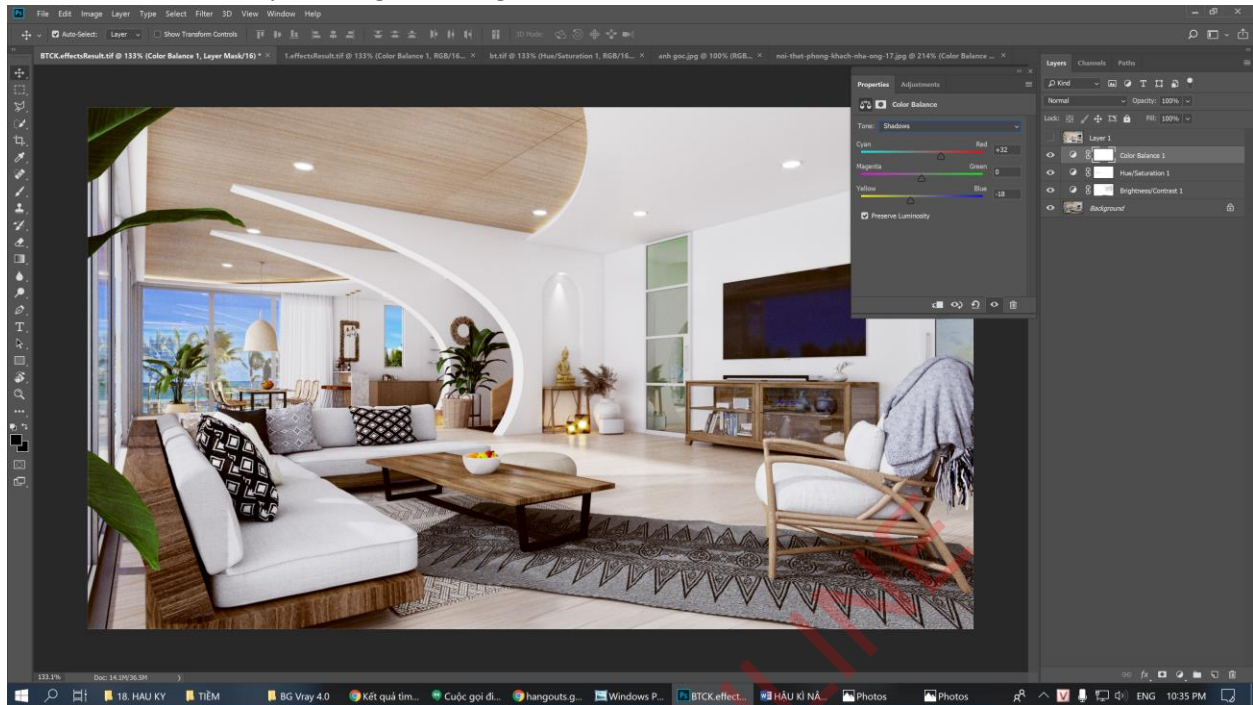 Ps File Edit Image Layer Type Select Filter 3D View Window Help
Auto-Select: Layer Show Transform Controls 3D Mode:
BTCK.effectsResult.tif @ 133% (Color Balance 1, Layer Mask/16) * × 1.effectsResult.tif @ 133% (Color Balance 1, RGB/16... × bt.tif @ 133% (Hue/Saturation 1, RGB/16... × anh goc.jpg @ 100% (RGB... × noi-that-phong-khach-nha-ong-17.jpg @ 214% (Color Balance ... ×
Properties Adjustments
Color Balance
Tone: Shadows
Cyan Red +32
Magenta Green 0
Yellow Blue -18
Preserve Luminosity
Layers Channels Paths
Kind
Normal Opacity: 100%
Lock: Fill: 100%
Layer 1
Color Balance 1
Hue/Saturation 1
Brightness/Contrast 1
Background
133.1% Doc: 14.1M/36.5M
18. HAU KY TIỀM BG Vray 4.0 Kết quả tìm... Cuộc gọi đi... hangouts.g... Windows P... BTCK.effect... HẬU KÌ NÂ... Photos Photos ENG 10:35 PM